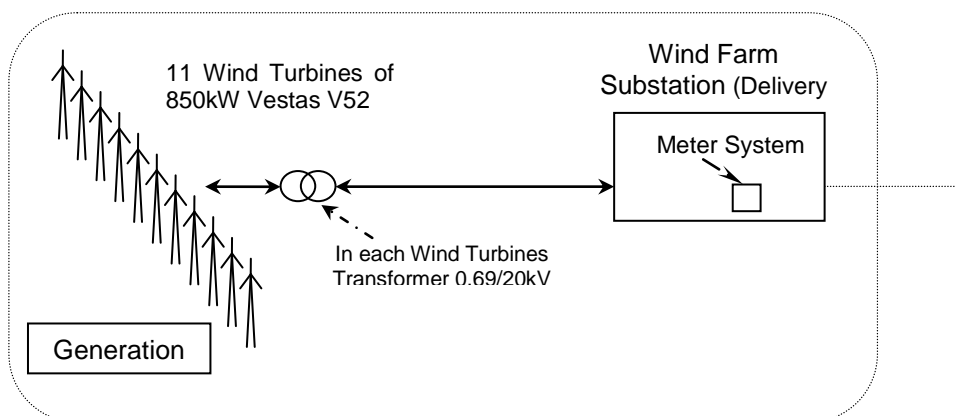 11 Wind Turbines of
850kW Vestas V52
Wind Farm
Substation (Delivery
Meter System
In each Wind Turbines
Transformer 0.69/20kV
Generation